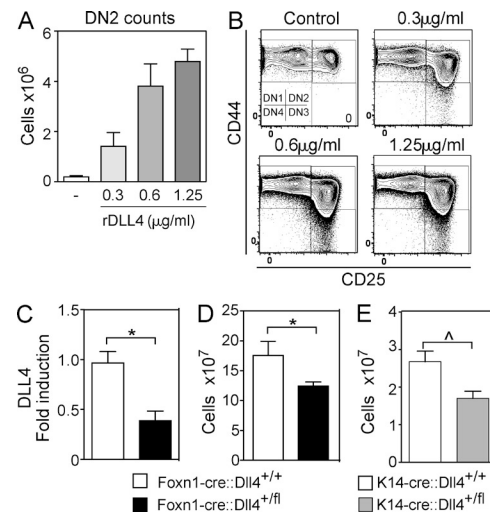 A
DN2 counts
Cells x10⁶
6
4
2
0
-
0.3
0.6
1.25
rDLL4 (μg/ml)
B
Control
0.3μg/ml
CD44
DN1 DN2
DN4 DN3
0
0
0
0.6μg/ml
1.25μg/ml
0
0
0
0
CD25
C
DLL4
Fold induction
1.5
1.0
0.5
0.0
*
D
Cells x10⁷
25
20
15
10
5
0
*
E
Cells x10⁷
4
3
2
1
0
^
Foxn1-cre::Dll4+/+
Foxn1-cre::Dll4+/fl
K14-cre::Dll4+/+
K14-cre::Dll4+/fl